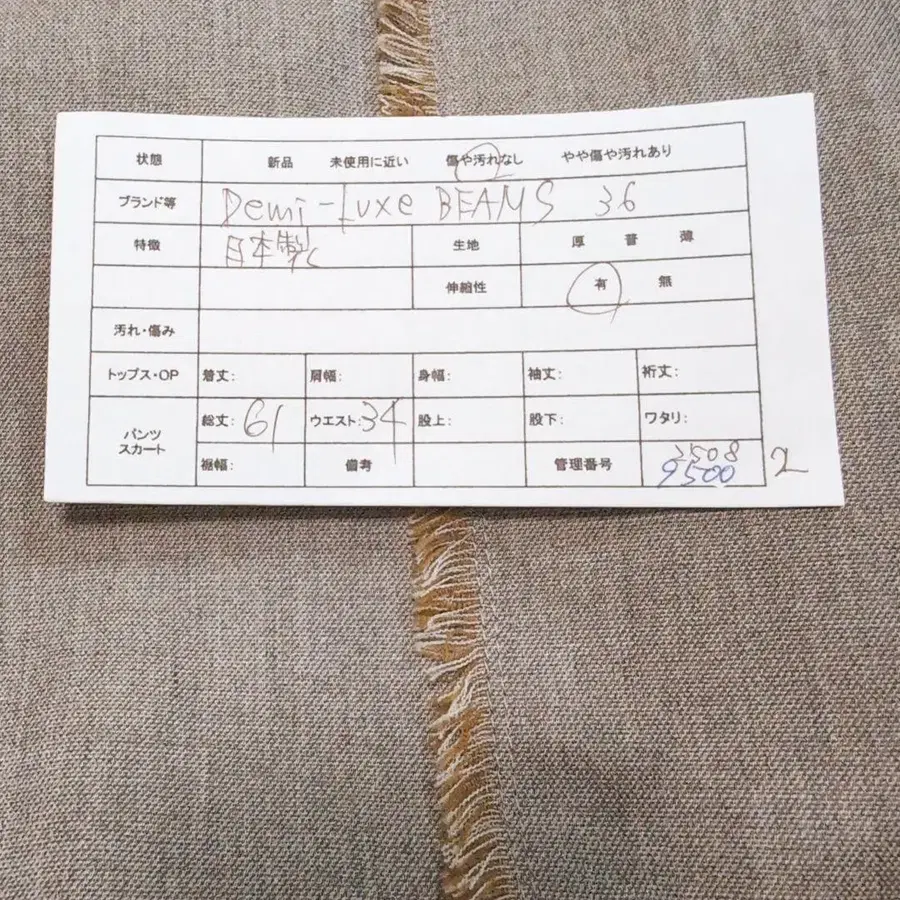 状態 新品 未使用に近い 傷や汚れなし やや傷や汚れあり
ブランド等 Demi-Luxe BEAMS 36
特徴 日本製 生地 厚 普 薄
伸縮性 有 無
汚れ・傷み
トップス・OP 着丈: 肩幅: 身幅: 袖丈: 裄丈:
パンツ スカート 総丈: 61 ウエスト: 34 股上: 股下: ワタリ:
裾幅: 備考 管理番号 2508 9500 2